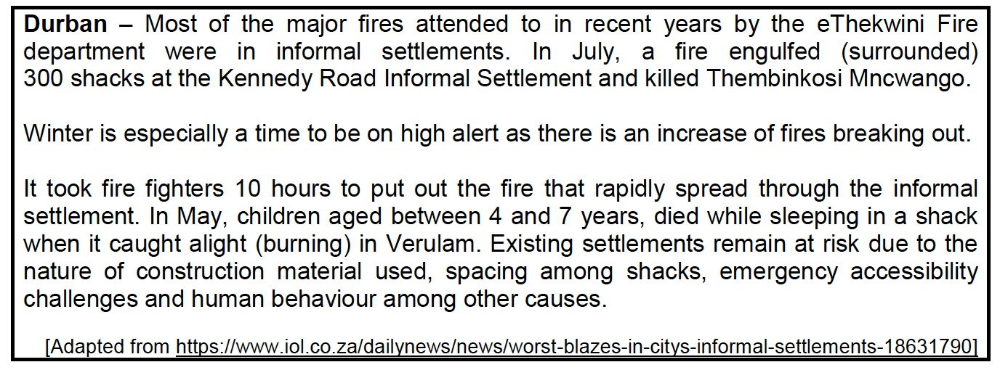 Durban – Most of the major fires attended to in recent years by the eThekwini Fire
department were in informal settlements. In July, a fire engulfed (surrounded)
300 shacks at the Kennedy Road Informal Settlement and killed Thembinkosi Mncwango.
Winter is especially a time to be on high alert as there is an increase of fires breaking out.
It took fire fighters 10 hours to put out the fire that rapidly spread through the informal
settlement. In May, children aged between 4 and 7 years, died while sleeping in a shack
when it caught alight (burning) in Verulam. Existing settlements remain at risk due to the
nature of construction material used, spacing among shacks, emergency accessibility
challenges and human behaviour among other causes.
[Adapted from https://www.iol.co.za/dailynews/news/worst-blazes-in-citys-informal-settlements-18631790]